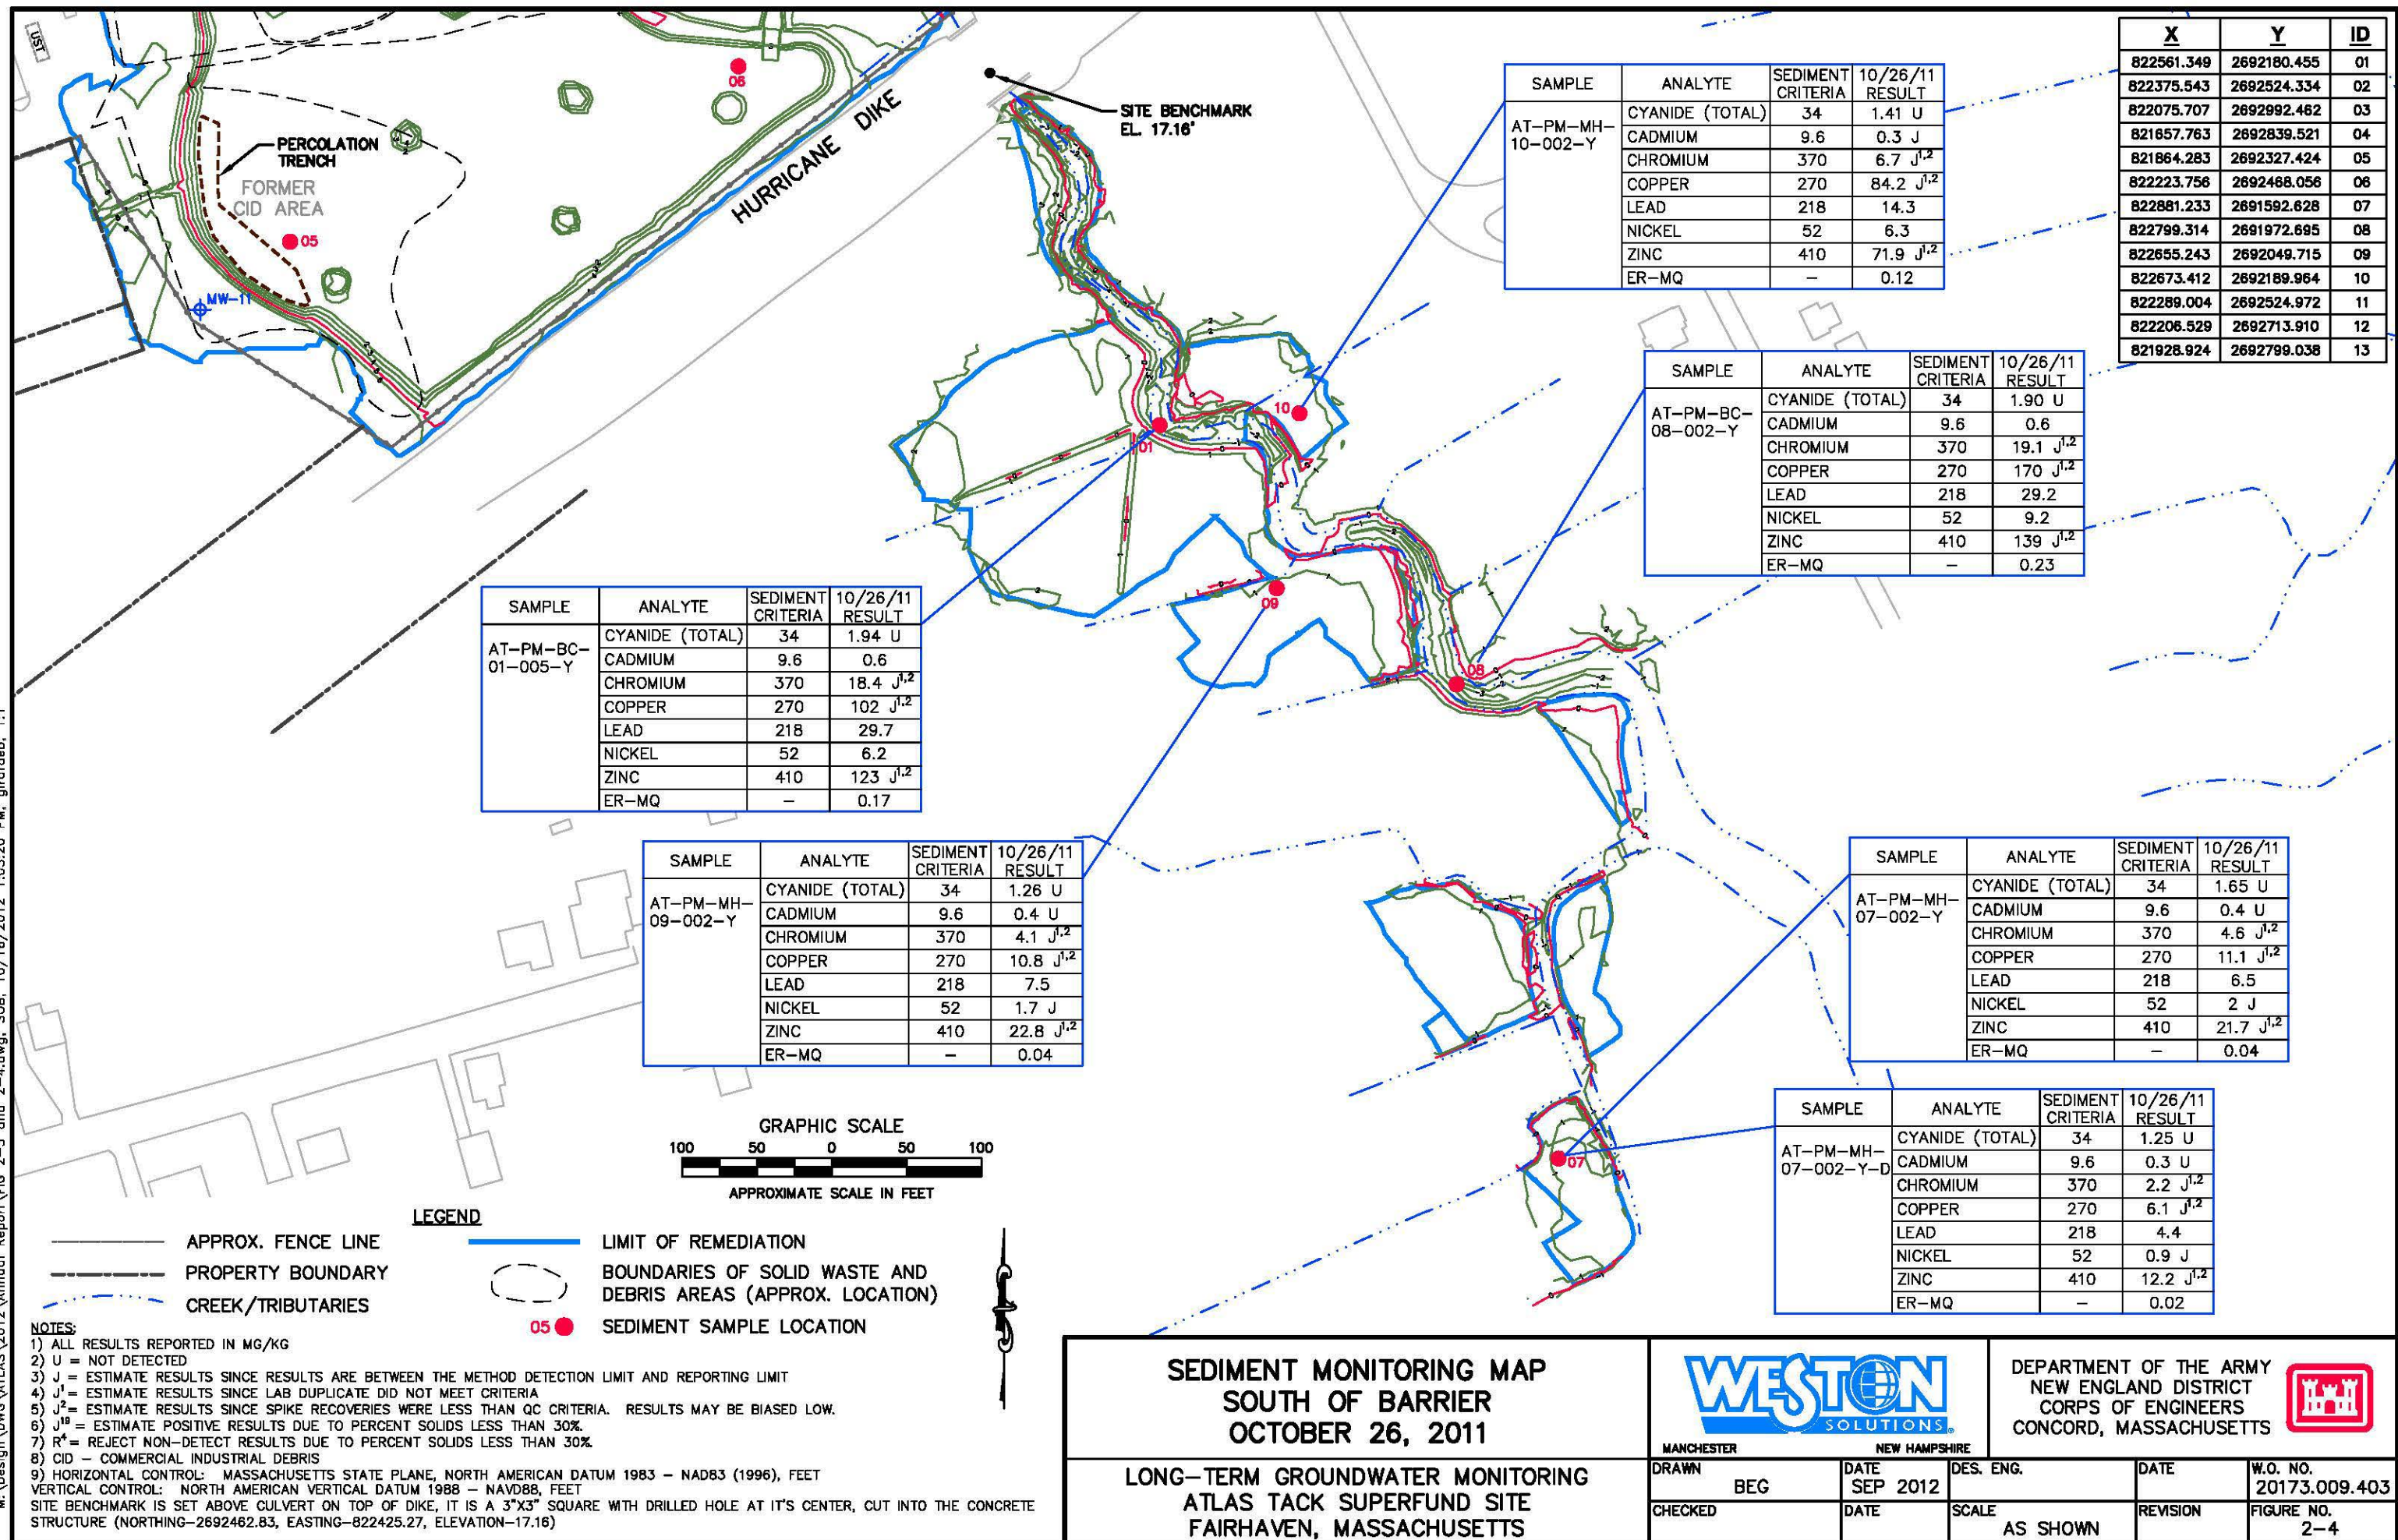 UST
PERCOLATION
TRENCH
FORMER
CID AREA
05
06
MW-11
HURRICANE DIKE
SITE BENCHMARK
EL. 17.16'
X Y ID
822561.349 2692180.455 01
822375.543 2692524.334 02
822075.707 2692992.462 03
821657.763 2692839.521 04
821864.283 2692327.424 05
822223.756 2692468.056 06
822881.233 2691592.628 07
822799.314 2691972.695 08
822655.243 2692049.715 09
822673.412 2692189.964 10
822289.004 2692524.972 11
822206.529 2692713.910 12
821928.924 2692799.038 13
SAMPLE ANALYTE SEDIMENT CRITERIA 10/26/11 RESULT
AT-PM-MH-
10-002-Y
CYANIDE (TOTAL) 34 1.41 U
CADMIUM 9.6 0.3 J
CHROMIUM 370 6.7 J1,2
COPPER 270 84.2 J1,2
LEAD 218 14.3
NICKEL 52 6.3
ZINC 410 71.9 J1,2
ER-MQ - 0.12
SAMPLE ANALYTE SEDIMENT CRITERIA 10/26/11 RESULT
AT-PM-BC-
08-002-Y
CYANIDE (TOTAL) 34 1.90 U
CADMIUM 9.6 0.6
CHROMIUM 370 19.1 J1,2
COPPER 270 170 J1,2
LEAD 218 29.2
NICKEL 52 9.2
ZINC 410 139 J1,2
ER-MQ - 0.23
10
01
09
08
07
SAMPLE ANALYTE SEDIMENT CRITERIA 10/26/11 RESULT
AT-PM-BC-
01-005-Y
CYANIDE (TOTAL) 34 1.94 U
CADMIUM 9.6 0.6
CHROMIUM 370 18.4 J1,2
COPPER 270 102 J1,2
LEAD 218 29.7
NICKEL 52 6.2
ZINC 410 123 J1,2
ER-MQ - 0.17
SAMPLE ANALYTE SEDIMENT CRITERIA 10/26/11 RESULT
AT-PM-MH-
09-002-Y
CYANIDE (TOTAL) 34 1.26 U
CADMIUM 9.6 0.4 U
CHROMIUM 370 4.1 J1,2
COPPER 270 10.8 J1,2
LEAD 218 7.5
NICKEL 52 1.7 J
ZINC 410 22.8 J1,2
ER-MQ - 0.04
SAMPLE ANALYTE SEDIMENT CRITERIA 10/26/11 RESULT
AT-PM-MH-
07-002-Y
CYANIDE (TOTAL) 34 1.65 U
CADMIUM 9.6 0.4 U
CHROMIUM 370 4.6 J1,2
COPPER 270 11.1 J1,2
LEAD 218 6.5
NICKEL 52 2 J
ZINC 410 21.7 J1,2
ER-MQ - 0.04
SAMPLE ANALYTE SEDIMENT CRITERIA 10/26/11 RESULT
AT-PM-MH-
07-002-Y-D
CYANIDE (TOTAL) 34 1.25 U
CADMIUM 9.6 0.3 U
CHROMIUM 370 2.2 J1,2
COPPER 270 6.1 J1,2
LEAD 218 4.4
NICKEL 52 0.9 J
ZINC 410 12.2 J1,2
ER-MQ - 0.02
GRAPHIC SCALE
100 50 0 50 100
APPROXIMATE SCALE IN FEET
LEGEND
APPROX. FENCE LINE
PROPERTY BOUNDARY
CREEK/TRIBUTARIES
LIMIT OF REMEDIATION
BOUNDARIES OF SOLID WASTE AND
DEBRIS AREAS (APPROX. LOCATION)
05 SEDIMENT SAMPLE LOCATION
NOTES:
1) ALL RESULTS REPORTED IN MG/KG
2) U = NOT DETECTED
3) J = ESTIMATE RESULTS SINCE RESULTS ARE BETWEEN THE METHOD DETECTION LIMIT AND REPORTING LIMIT
4) J1 = ESTIMATE RESULTS SINCE LAB DUPLICATE DID NOT MEET CRITERIA
5) J2 = ESTIMATE RESULTS SINCE SPIKE RECOVERIES WERE LESS THAN QC CRITERIA. RESULTS MAY BE BIASED LOW.
6) J19 = ESTIMATE POSITIVE RESULTS DUE TO PERCENT SOLIDS LESS THAN 30%.
7) R4 = REJECT NON-DETECT RESULTS DUE TO PERCENT SOLIDS LESS THAN 30%.
8) CID - COMMERCIAL INDUSTRIAL DEBRIS
9) HORIZONTAL CONTROL: MASSACHUSETTS STATE PLANE, NORTH AMERICAN DATUM 1983 - NAD83 (1996), FEET
VERTICAL CONTROL: NORTH AMERICAN VERTICAL DATUM 1988 - NAVD88, FEET
SITE BENCHMARK IS SET ABOVE CULVERT ON TOP OF DIKE, IT IS A 3"X3" SQUARE WITH DRILLED HOLE AT IT'S CENTER, CUT INTO THE CONCRETE
STRUCTURE (NORTHING-2692462.83, EASTING-822425.27, ELEVATION-17.16)
SEDIMENT MONITORING MAP
SOUTH OF BARRIER
OCTOBER 26, 2011
LONG-TERM GROUNDWATER MONITORING
ATLAS TACK SUPERFUND SITE
FAIRHAVEN, MASSACHUSETTS
WESTON
SOLUTIONS®
MANCHESTER NEW HAMPSHIRE
DEPARTMENT OF THE ARMY
NEW ENGLAND DISTRICT
CORPS OF ENGINEERS
CONCORD, MASSACHUSETTS
DRAWN BEG
DATE SEP 2012
DES. ENG.
DATE
W.O. NO. 20173.009.403
CHECKED
DATE
SCALE AS SHOWN
REVISION
FIGURE NO. 2-4